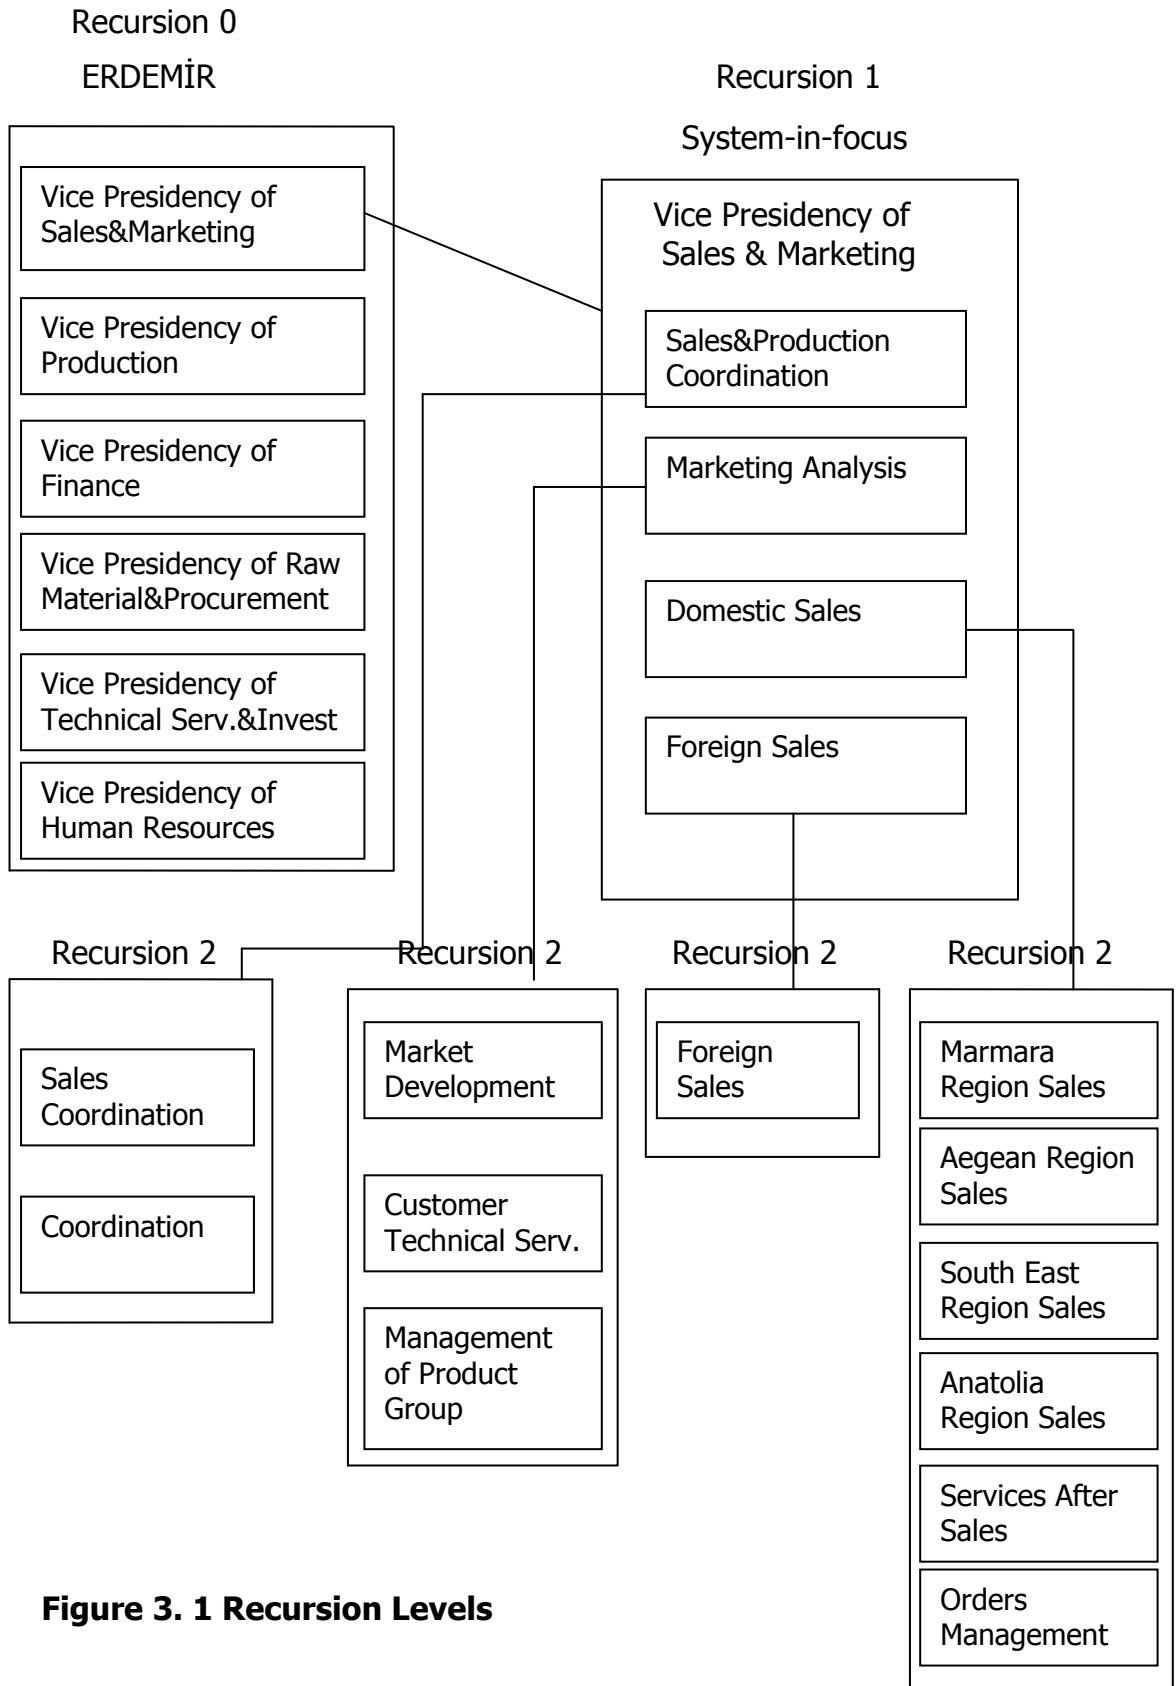 Recursion 0
ERDEMİR
Vice Presidency of
Sales&Marketing
Vice Presidency of
Production
Vice Presidency of
Finance
Vice Presidency of Raw
Material&Procurement
Vice Presidency of
Technical Serv.&Invest
Vice Presidency of
Human Resources
Recursion 1
System-in-focus
Vice Presidency of
Sales & Marketing
Sales&Production
Coordination
Marketing Analysis
Domestic Sales
Foreign Sales
Recursion 2
Sales
Coordination
Coordination
Recursion 2
Market
Development
Customer
Technical Serv.
Management
of Product
Group
Recursion 2
Foreign
Sales
Recursion 2
Marmara
Region Sales
Aegean Region
Sales
South East
Region Sales
Anatolia
Region Sales
Services After
Sales
Orders
Management
Figure 3. 1 Recursion Levels